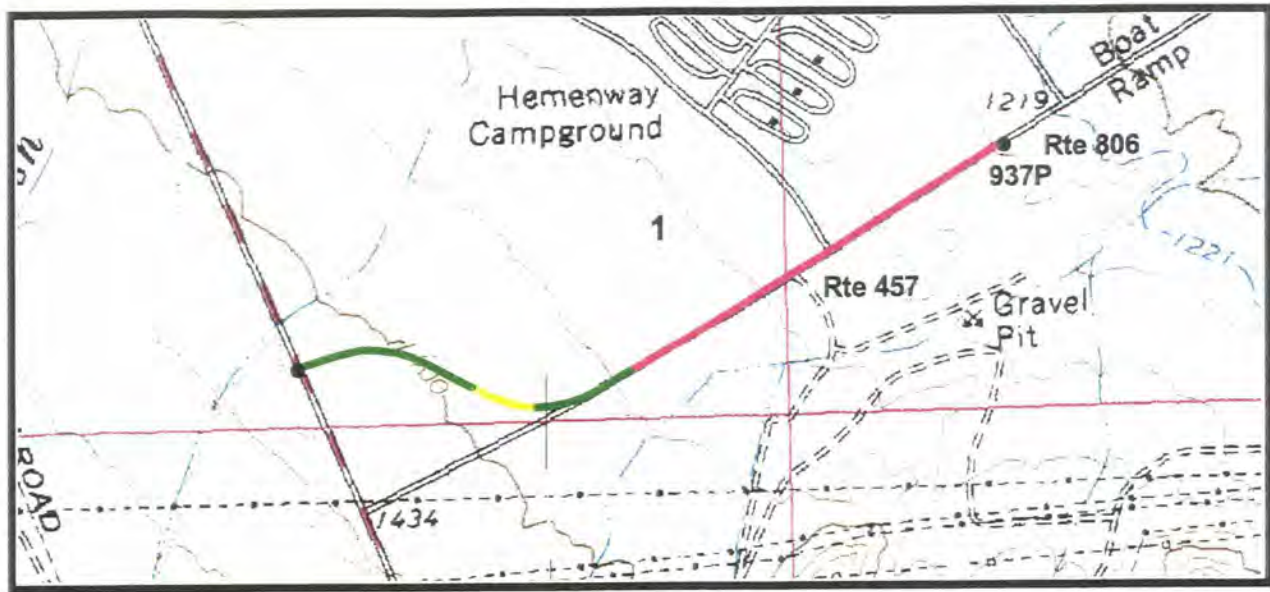 Boat
Ramp
Hemenway
Campground
1219
Rte 806
937P
1
1221
Rte 457
Gravel
Pit
ROAD
1434